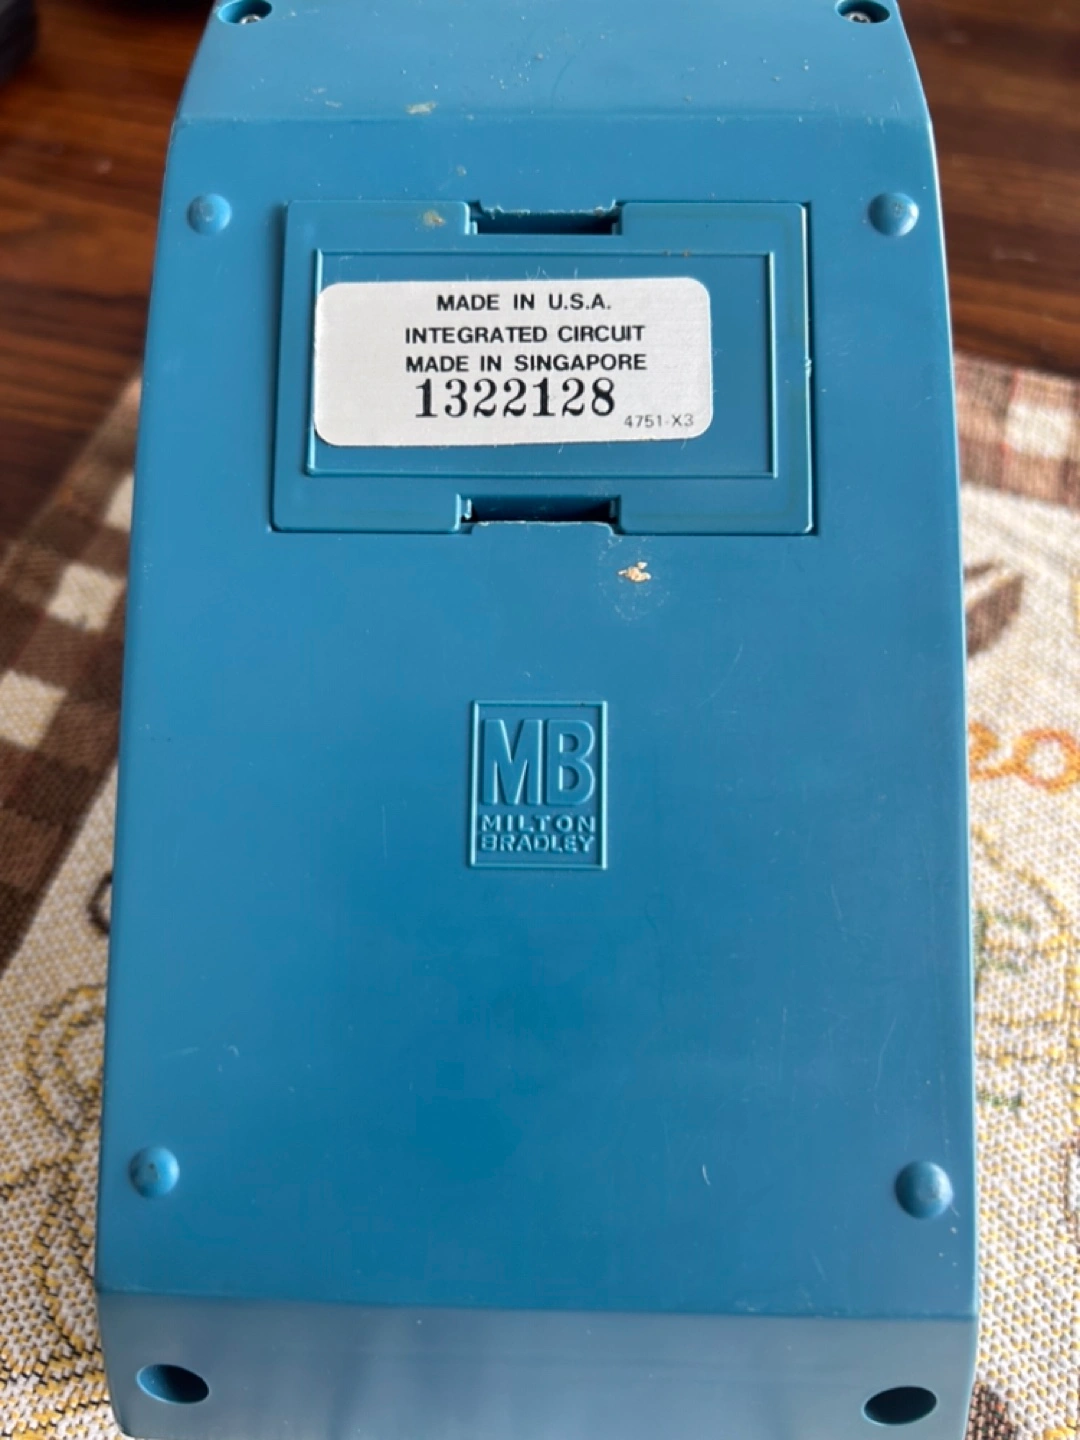 MADE IN U.S.A.
INTEGRATED CIRCUIT
MADE IN SINGAPORE
1322128
4751-X3
MB
MILTON
BRADLEY